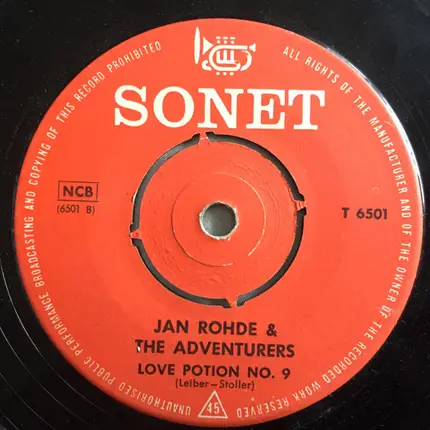 UNAUTHORISED PUBLIC PERFORMANCE BROADCASTING AND COPYING OF THIS RECORD PROHIBITED
ALL RIGHTS OF THE MANUFACTURER AND OF THE OWNER OF THE RECORDED WORK RESERVED
SONET
NCB
(6501 B)
T 6501
JAN ROHDE &
THE ADVENTURERS
LOVE POTION NO. 9
(Leiber-Stoller)
45